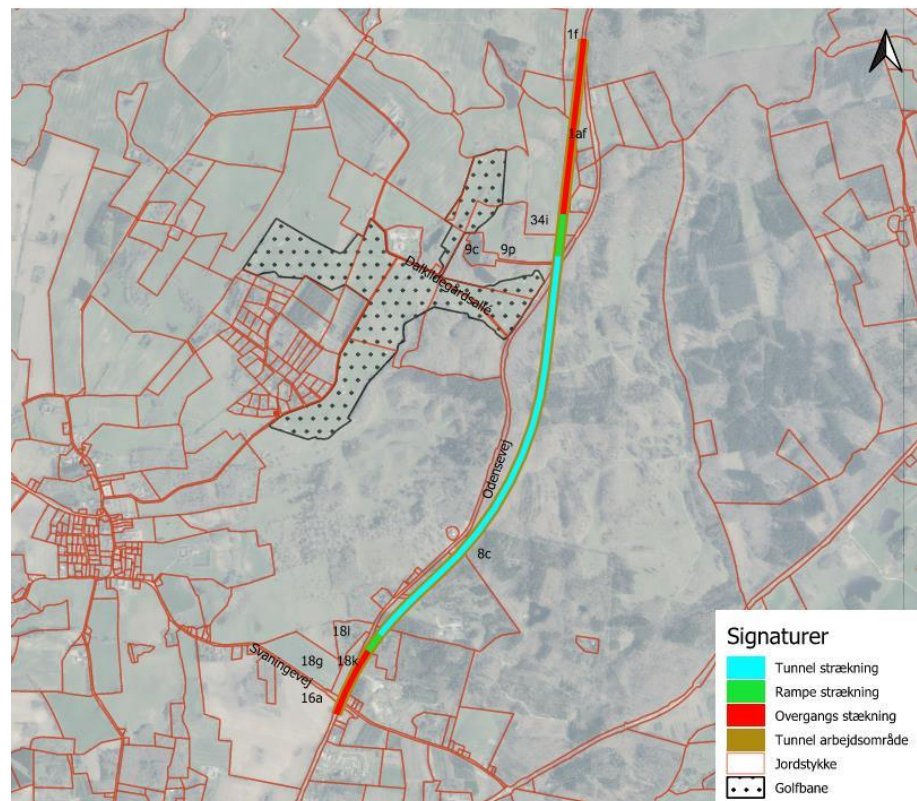 1f
1af
34i
9c
9p
Dalkildegårdsallé
Odensevej
8c
18l
18g
18k
Svaningevej
16a
Signaturer
Tunnel strækning
Rampe strækning
Overgangs stækning
Tunnel arbejdsområde
Jordstykke
Golfbane